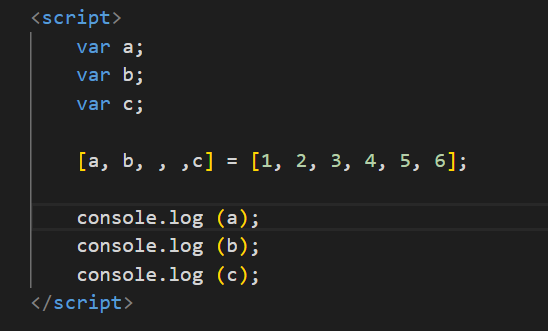 <script>
var a;
var b;
var c;
[a, b, , ,c] = [1, 2, 3, 4, 5, 6];
console.log (a);
console.log (b);
console.log (c);
</script>